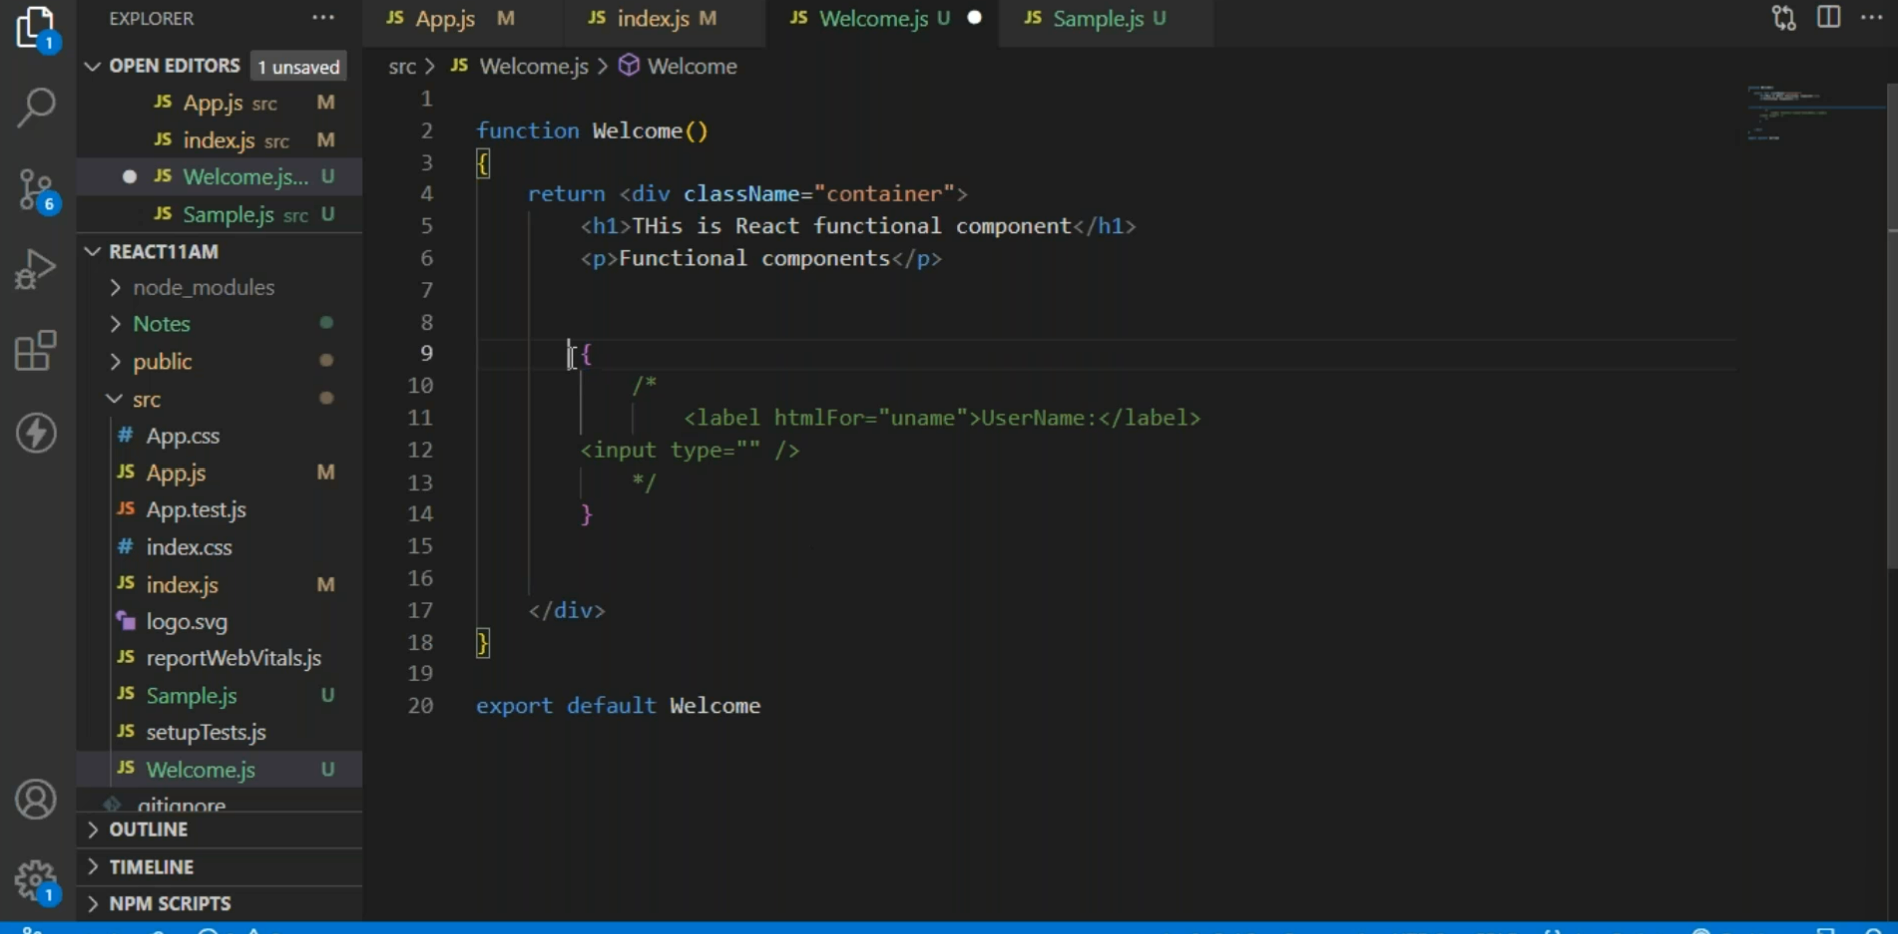 EXPLORER
OPEN EDITORS 1 unsaved
JS App.js src M
JS index.js src M
JS Welcome.js... U
JS Sample.js src U
REACT11AM
node_modules
Notes
public
src
# App.css
JS App.js M
JS App.test.js
# index.css
JS index.js M
logo.svg
JS reportWebVitals.js
JS Sample.js U
JS setupTests.js
JS Welcome.js U
.gitignore
OUTLINE
TIMELINE
NPM SCRIPTS
1
6
1
JS App.js M JS index.js M JS Welcome.js U JS Sample.js U
src > JS Welcome.js > Welcome
1
2 function Welcome()
3 {
4 return <div className="container">
5 <h1>THis is React functional component</h1>
6 <p>Functional components</p>
7
8
9 {
10 /*
11 <label htmlFor="uname">UserName:</label>
12 <input type="" />
13 */
14 }
15
16
17 </div>
18 }
19
20 export default Welcome